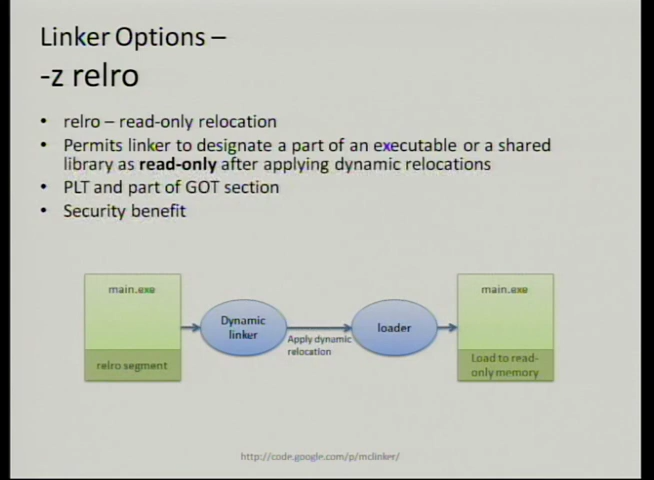 Linker Options –
-z relro
• relro – read-only relocation
• Permits linker to designate a part of an executable or a shared
library as read-only after applying dynamic relocations
• PLT and part of GOT section
• Security benefit
main.exe
relro segment
Dynamic
linker
Apply dynamic
relocation
loader
main.exe
Load to read-
only memory
http://code.google.com/p/mclinker/